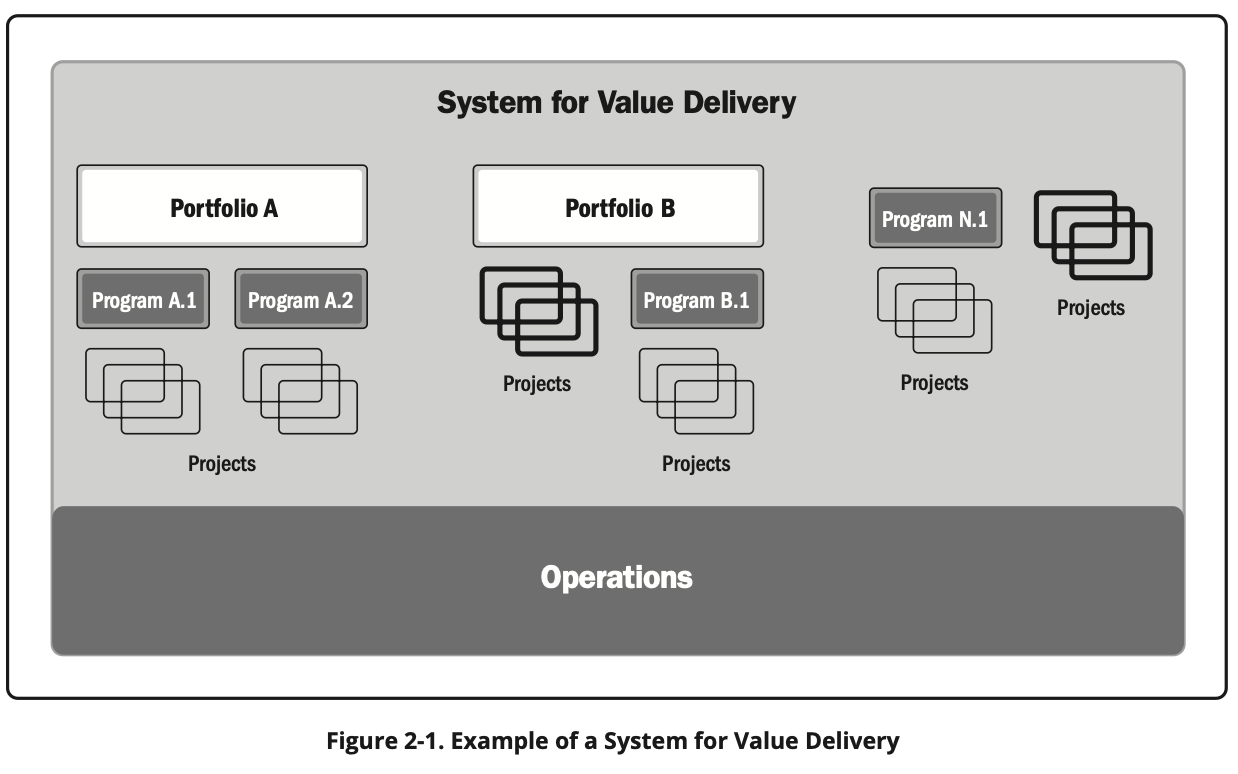 System for Value Delivery
Portfolio A
Portfolio B
Program N.1
Projects
Program A.1
Program A.2
Projects
Program B.1
Projects
Projects
Projects
Operations
Figure 2-1. Example of a System for Value Delivery